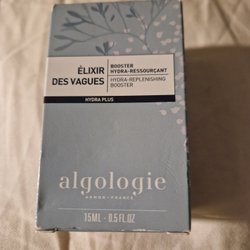 ÉLIXIR
DES VAGUES
BOOSTER
HYDRA-RESSOURÇANT
HYDRA-REPLENISHING
BOOSTER
HYDRA PLUS
algologie
ARMOR • FRANCE
15ML - 0.5 FL.OZ